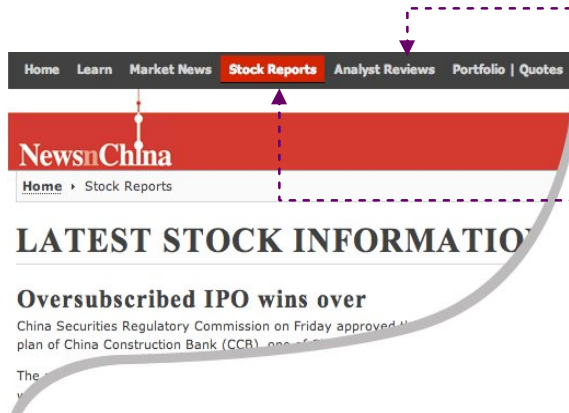 Home Learn Market News Stock Reports Analyst Reviews Portfolio | Quotes
NewsnChina
Home Stock Reports
LATEST STOCK INFORMATION
Oversubscribed IPO wins over
China Securities Regulatory Commission on Friday approved
plan of China Construction Bank (CCB), one of
The